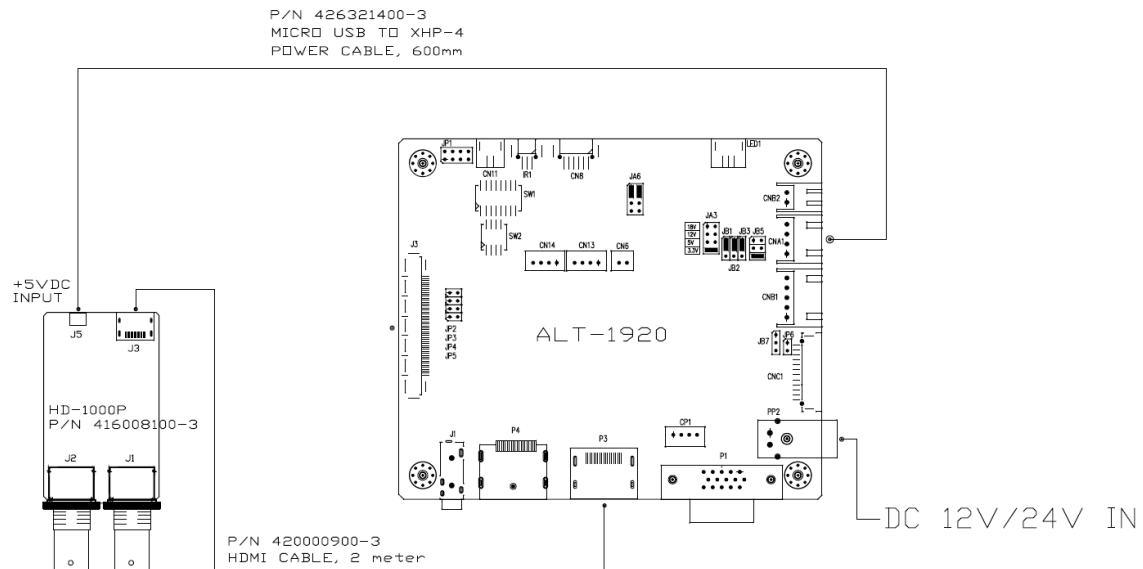 P/N 426321400-3
MICRO USB TO XHP-4
POWER CABLE, 600mm
JP1
CN11
IR1
CN8
LED1
SW1
JA6
CNB2
SW2
JA3
18V
12V
5V
3.3V
JB1
JB3
JB5
JB2
CNA1
J3
CN14
CN13
CN6
+5VDC
INPUT
J5
J3
CNB1
JP2
JP3
JP4
JP5
ALT-1920
JB7
JP6
CNC1
HD-1000P
P/N 416008100-3
J1
P4
P3
CP1
PP2
P1
J2
J1
DC 12V/24V IN
P/N 420000900-3
HDMI CABLE, 2 meter